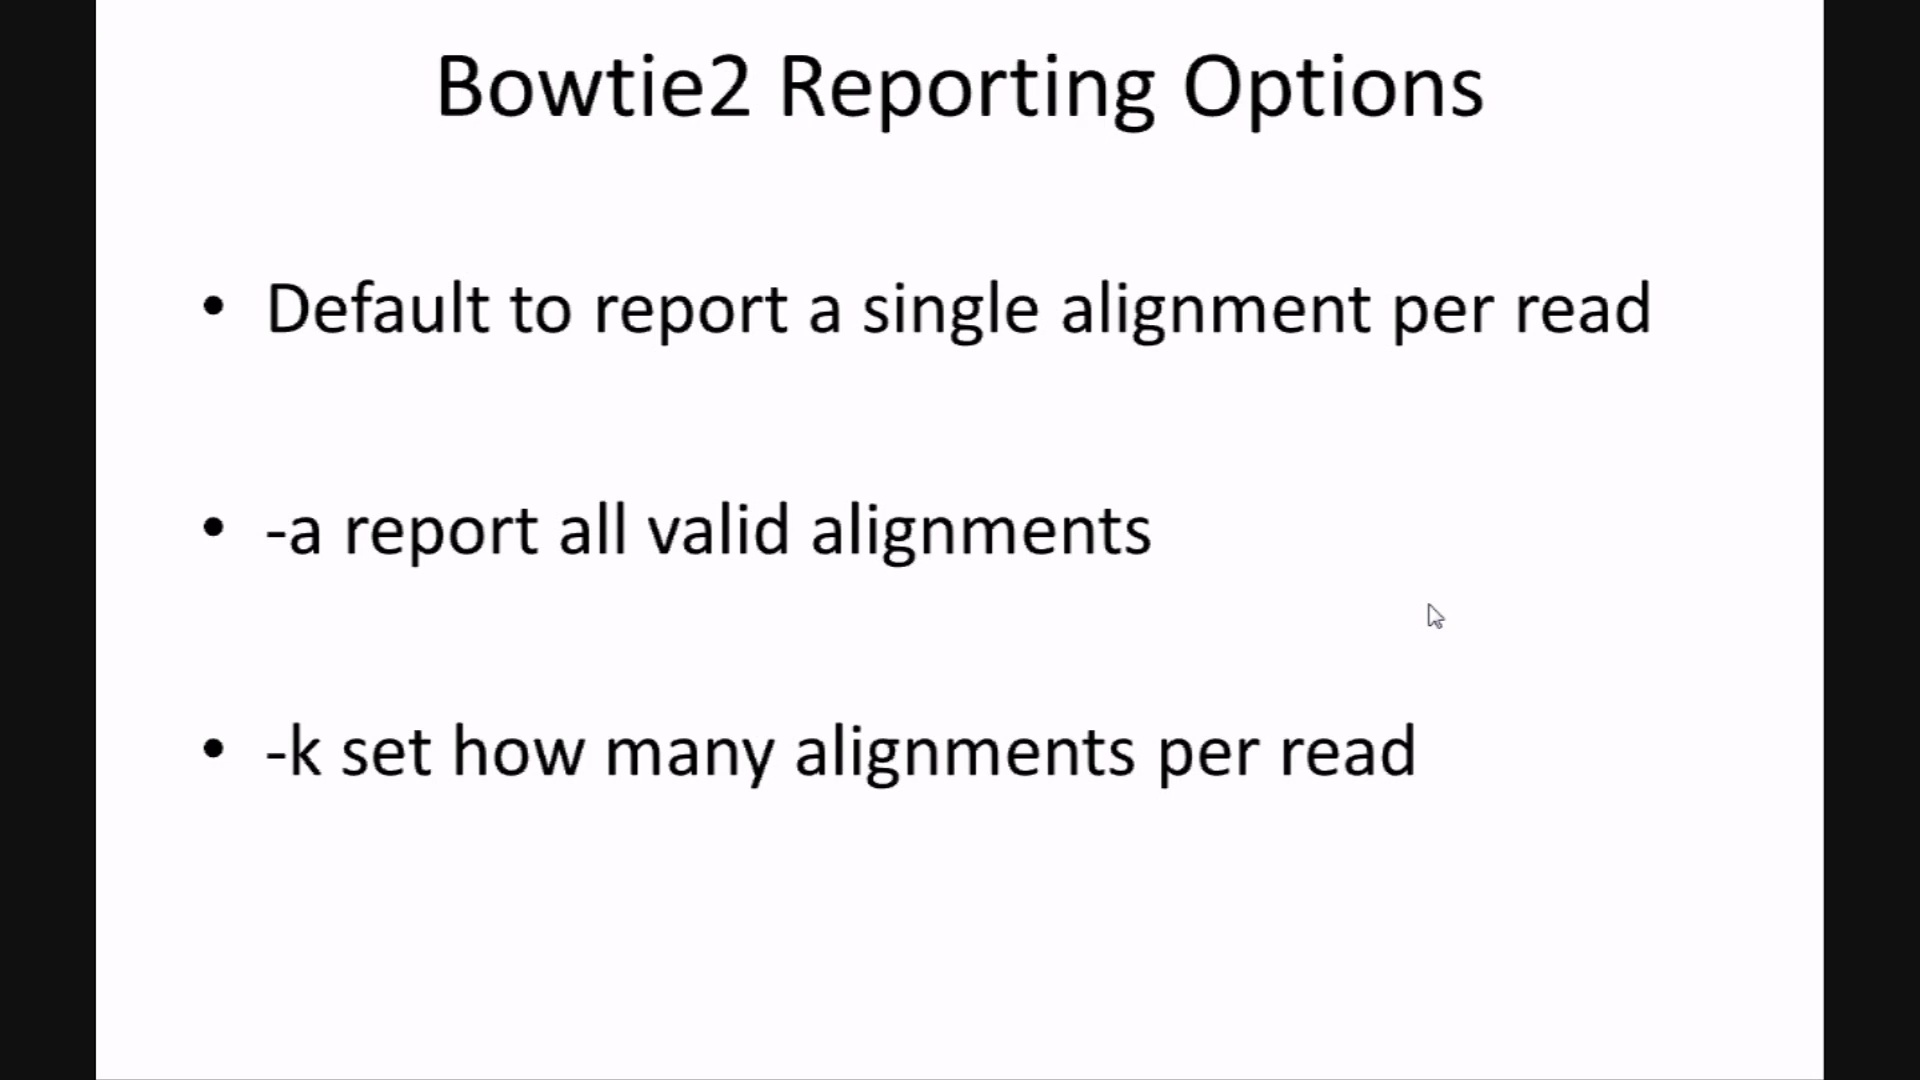 Bowtie2 Reporting Options
• Default to report a single alignment per read
• -a report all valid alignments
• -k set how many alignments per read